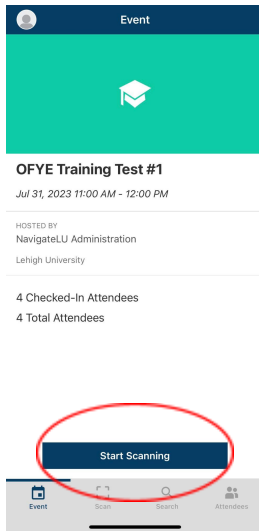 Event
OFYE Training Test #1
Jul 31, 2023 11:00 AM - 12:00 PM
HOSTED BY
NavigateLU Administration
Lehigh University
4 Checked-In Attendees
4 Total Attendees
Start Scanning
Event Scan Search Attendees